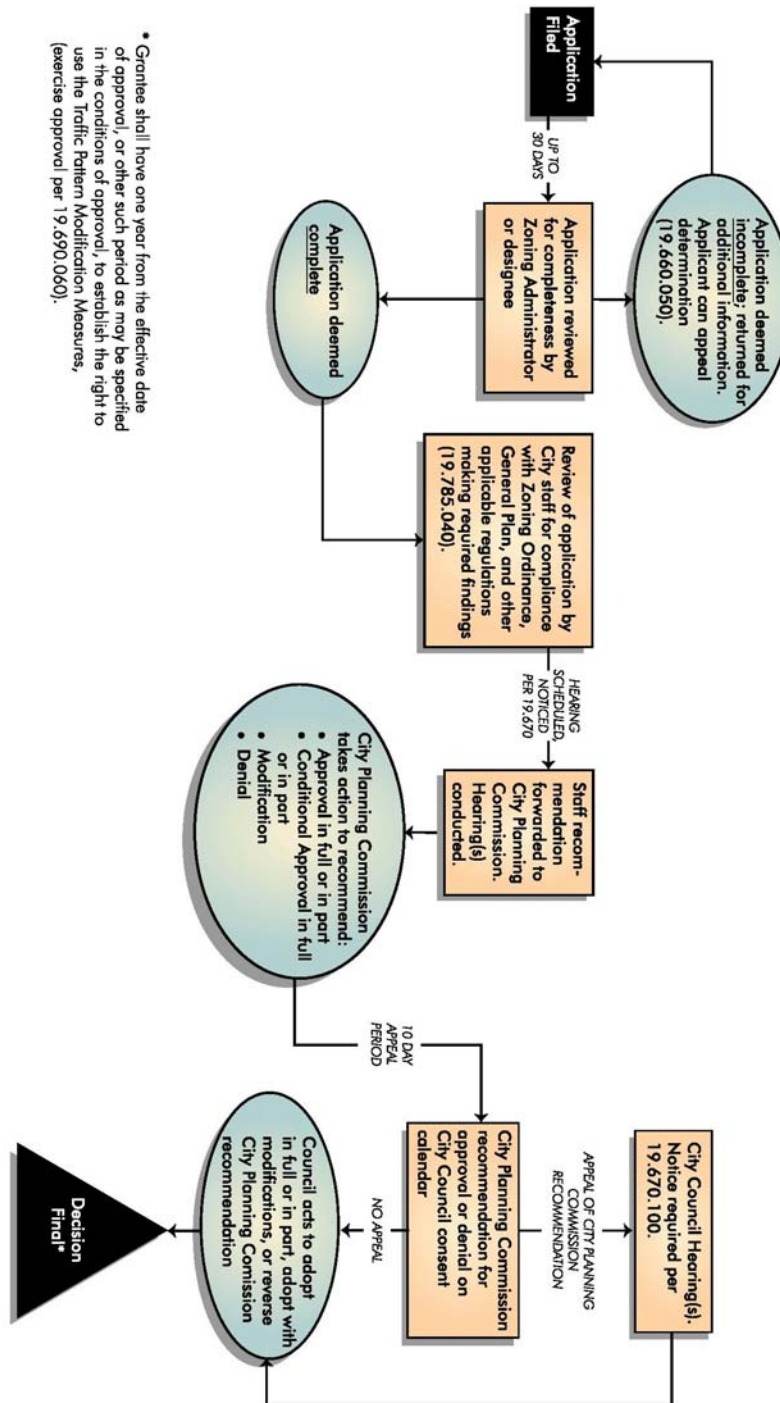 Application
Filed
UP TO
30 DAYS
Application deemed
incomplete; returned for
additional information.
Applicant can appeal
determination
(19.660.050).
Application reviewed
for completeness by
Zoning Administrator
or designee
Application deemed
complete
Review of application by
City staff for compliance
with Zoning Ordinance,
General Plan, and other
applicable regulations
making required findings
(19.785.040).
HEARING
SCHEDULED,
NOTICED
PER 19.670
Staff recom-
mendation
forwarded to
City Planning
Commission.
Hearing(s)
conducted.
City Planning Commission
takes action to recommend:
• Approval in full or in part
• Conditional Approval in full
or in part
• Modification
• Denial
10 DAY
APPEAL
PERIOD
City Planning Commission
recommendation for
approval or denial on
City Council consent
calendar
APPEAL OF CITY PLANNING
COMMISSION
RECOMMENDATION
City Council Hearing(s).
Notice required per
19.670.100.
NO APPEAL
Council acts to adopt
in full or in part, adopt with
modifications, or reverse
City Planning Comission
recommendation
Decision
Final*
* Grantee shall have one year from the effective date
of approval, or other such period as may be specified
in the conditions of approval, to establish the right to
use the Traffic Pattern Modification Measures,
(exercise approval per 19.690.060).